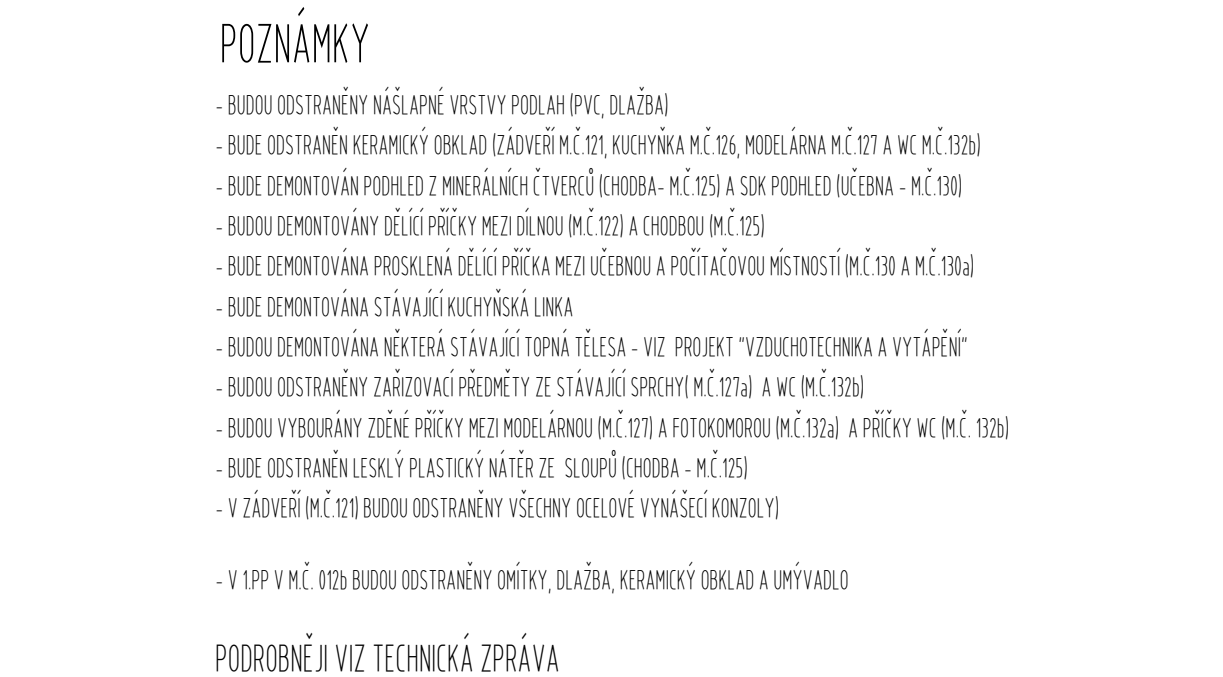 POZNÁMKY
- BUDOU ODSTRANĚNY NÁŠLAPNÉ VRSTVY PODLAH (PVC, DLAŽBA)
- BUDE ODSTRANĚN KERAMICKÝ OBKLAD (ZÁDVEŘÍ M.Č.121, KUCHYŇKA M.Č.126, MODELÁRNA M.Č.127 A WC M.Č.132b)
- BUDE DEMONTOVÁN PODHLED Z MINERÁLNÍCH ČTVERCŮ (CHODBA- M.Č.125) A SDK PODHLED (UČEBNA - M.Č.130)
- BUDOU DEMONTOVÁNY DĚLÍCÍ PŘÍČKY MEZI DÍLNOU (M.Č.122) A CHODBOU (M.Č.125)
- BUDE DEMONTOVÁNA PROSKLENÁ DĚLÍCÍ PŘÍČKA MEZI UČEBNOU A POČÍTAČOVOU MÍSTNOSTÍ (M.Č.130 A M.Č.130a)
- BUDE DEMONTOVÁNA STÁVAJÍCÍ KUCHYŇSKÁ LINKA
- BUDOU DEMONTOVÁNA NĚKTERÁ STÁVAJÍCÍ TOPNÁ TĚLESA - VIZ  PROJEKT "VZDUCHOTECHNIKA A VYTÁPĚNÍ"
- BUDOU ODSTRANĚNY ZAŘIZOVACÍ PŘEDMĚTY ZE STÁVAJÍCÍ SPRCHY( M.Č.127a)  A WC (M.Č.132b)
- BUDOU VYBOURÁNY ZDĚNÉ PŘÍČKY MEZI MODELÁRNOU (M.Č.127) A FOTOKOMOROU (M.Č.132a)  A PŘÍČKY WC (M.Č. 132b)
- BUDE ODSTRANĚN LESKLÝ PLASTICKÝ NÁTĚR ZE  SLOUPŮ (CHODBA - M.Č.125)
- V ZÁDVEŘÍ (M.Č.121) BUDOU ODSTRANĚNY VŠECHNY OCELOVÉ VYNÁŠECÍ KONZOLY)
- V 1.PP V M.Č. 012b BUDOU ODSTRANĚNY OMÍTKY, DLAŽBA, KERAMICKÝ OBKLAD A UMÝVADLO
PODROBNĚJI VIZ TECHNICKÁ ZPRÁVA